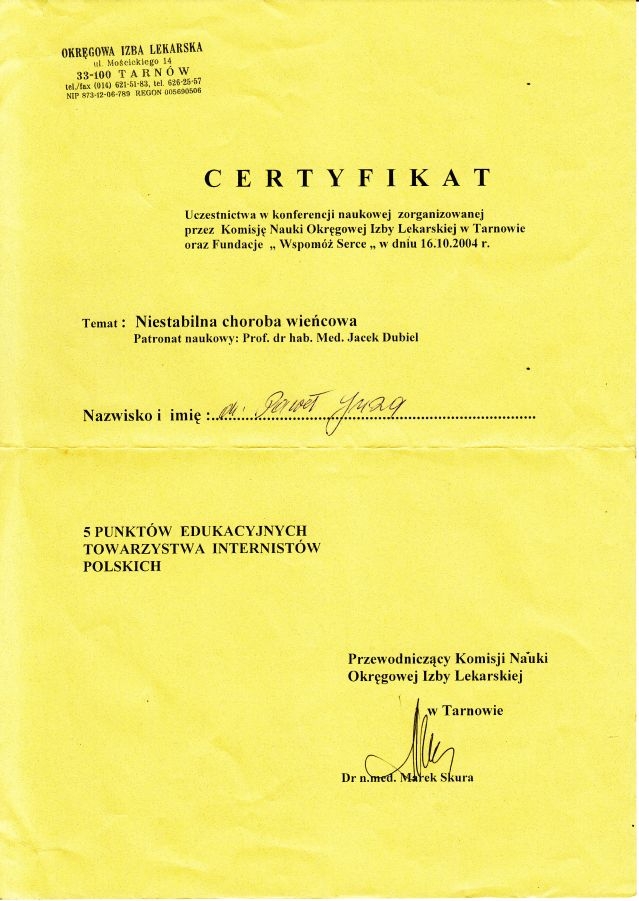 OKRĘGOWA IZBA LEKARSKA
ul. Mościckiego 14
33-100 TARNÓW
tel./fax (014) 621-51-83, tel. 626-25-57
NIP 873-12-06-789 REGON 005690506
CERTYFIKAT
Uczestnictwa w konferencji naukowej zorganizowanej
przez Komisję Nauki Okręgowej Izby Lekarskiej w Tarnowie
oraz Fundacje „ Wspomóż Serce „ w dniu 16.10.2004 r.
Temat : Niestabilna choroba wieńcowa
Patronat naukowy: Prof. dr hab. Med. Jacek Dubiel
Nazwisko i imię :. dr. Paweł
5 PUNKTÓW EDUKACYJNYCH
TOWARZYSTWA INTERNISTÓW
POLSKICH
Przewodniczący Komisji Nauki
Okręgowej Izby Lekarskiej
w Tarnowie
Dr n.med. Marek Skura